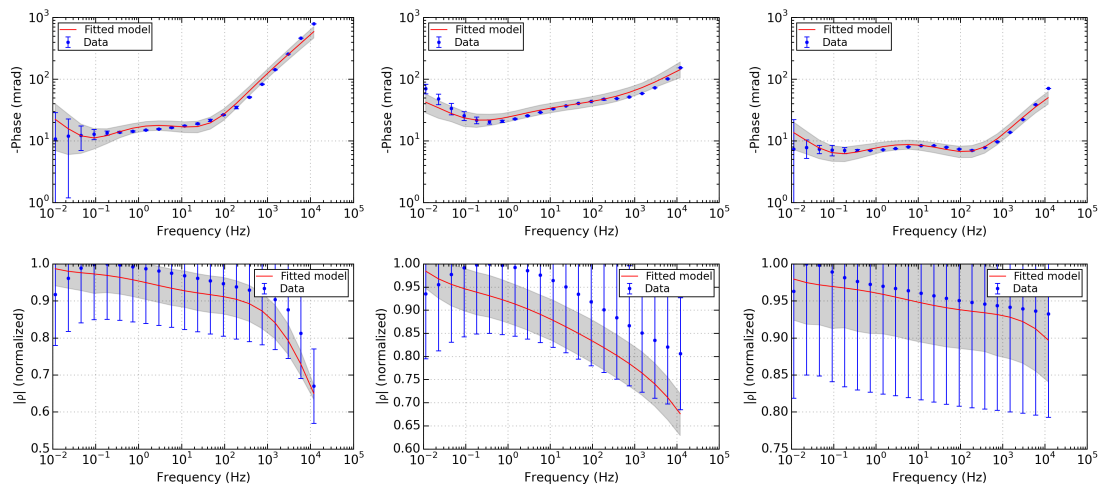 10³
10²
10¹
10⁰
-Phase (mrad)
Fitted model
Data
10⁻² 10⁻¹ 10⁰ 10¹ 10² 10³ 10⁴ 10⁵
Frequency (Hz)
10³
10²
10¹
10⁰
-Phase (mrad)
Fitted model
Data
10⁻² 10⁻¹ 10⁰ 10¹ 10² 10³ 10⁴ 10⁵
Frequency (Hz)
10³
10²
10¹
10⁰
-Phase (mrad)
Fitted model
Data
10⁻² 10⁻¹ 10⁰ 10¹ 10² 10³ 10⁴ 10⁵
Frequency (Hz)
1.0
0.9
0.8
0.7
0.6
0.5
|ρ| (normalized)
Fitted model
Data
10⁻² 10⁻¹ 10⁰ 10¹ 10² 10³ 10⁴ 10⁵
Frequency (Hz)
1.00
0.95
0.90
0.85
0.80
0.75
0.70
0.65
0.60
|ρ| (normalized)
Fitted model
Data
10⁻² 10⁻¹ 10⁰ 10¹ 10² 10³ 10⁴ 10⁵
Frequency (Hz)
1.00
0.95
0.90
0.85
0.80
0.75
|ρ| (normalized)
Fitted model
Data
10⁻² 10⁻¹ 10⁰ 10¹ 10² 10³ 10⁴ 10⁵
Frequency (Hz)